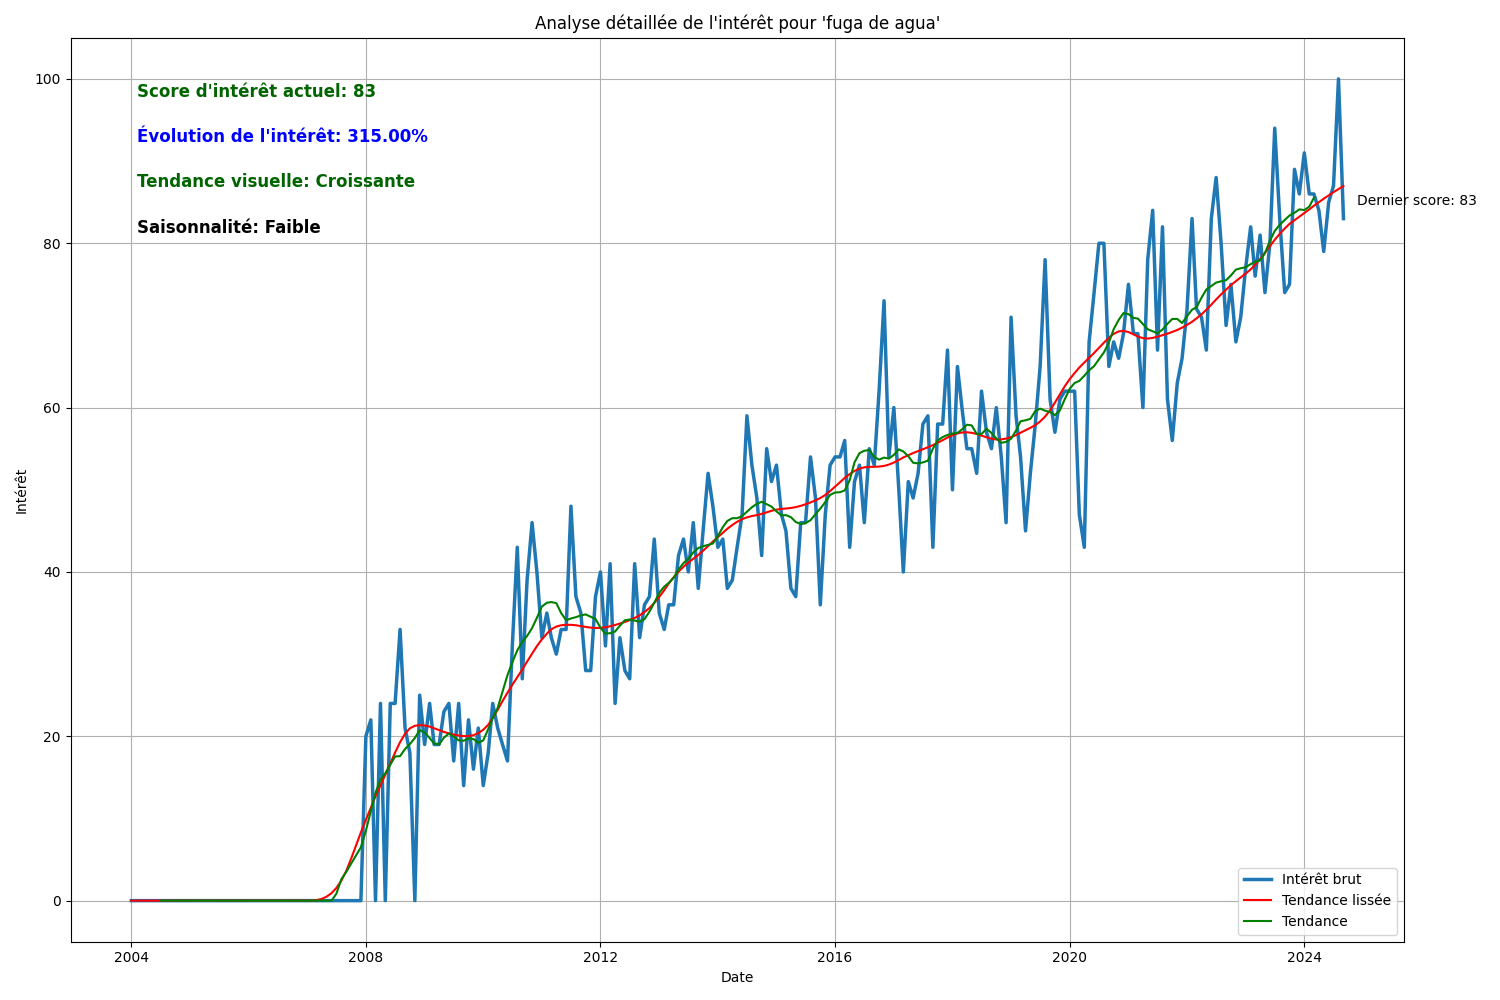 Analyse détaillée de l'intérêt pour 'fuga de agua'
Score d'intérêt actuel: 83
Évolution de l'intérêt: 315.00%
Tendance visuelle: Croissante
Saisonnalité: Faible
Dernier score: 83
Intérêt
100
80
60
40
20
0
Intérêt brut
Tendance lissée
Tendance
2004 2008 2012 2016 2020 2024
Date